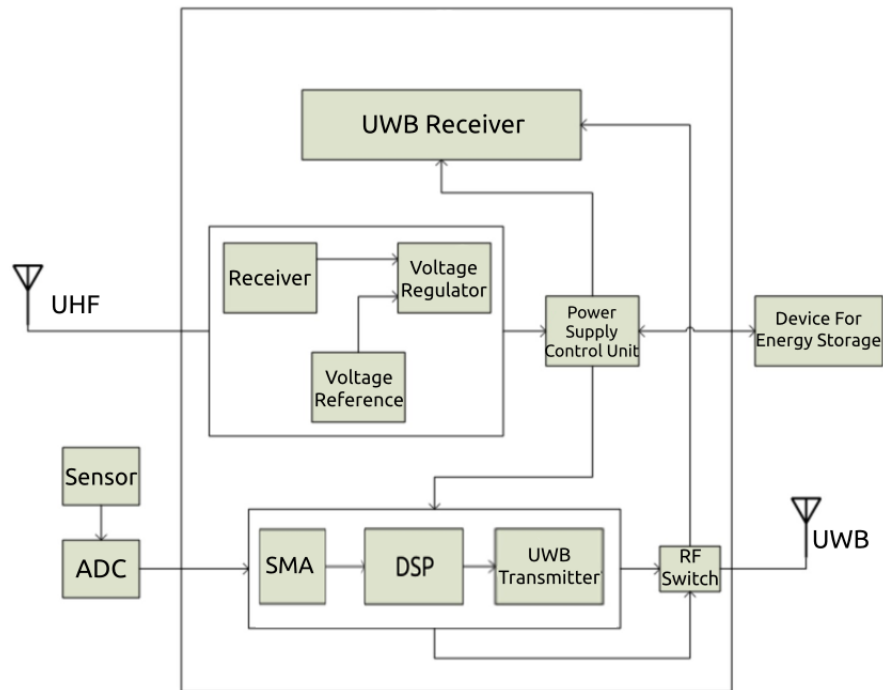 UWB Receiver
Receiver
Voltage
Regulator
UHF
Power
Supply
Control Unit
Device For
Energy Storage
Voltage
Reference
Sensor
ADC
SMA
DSP
UWB
Transmitter
RF
Switch
UWB